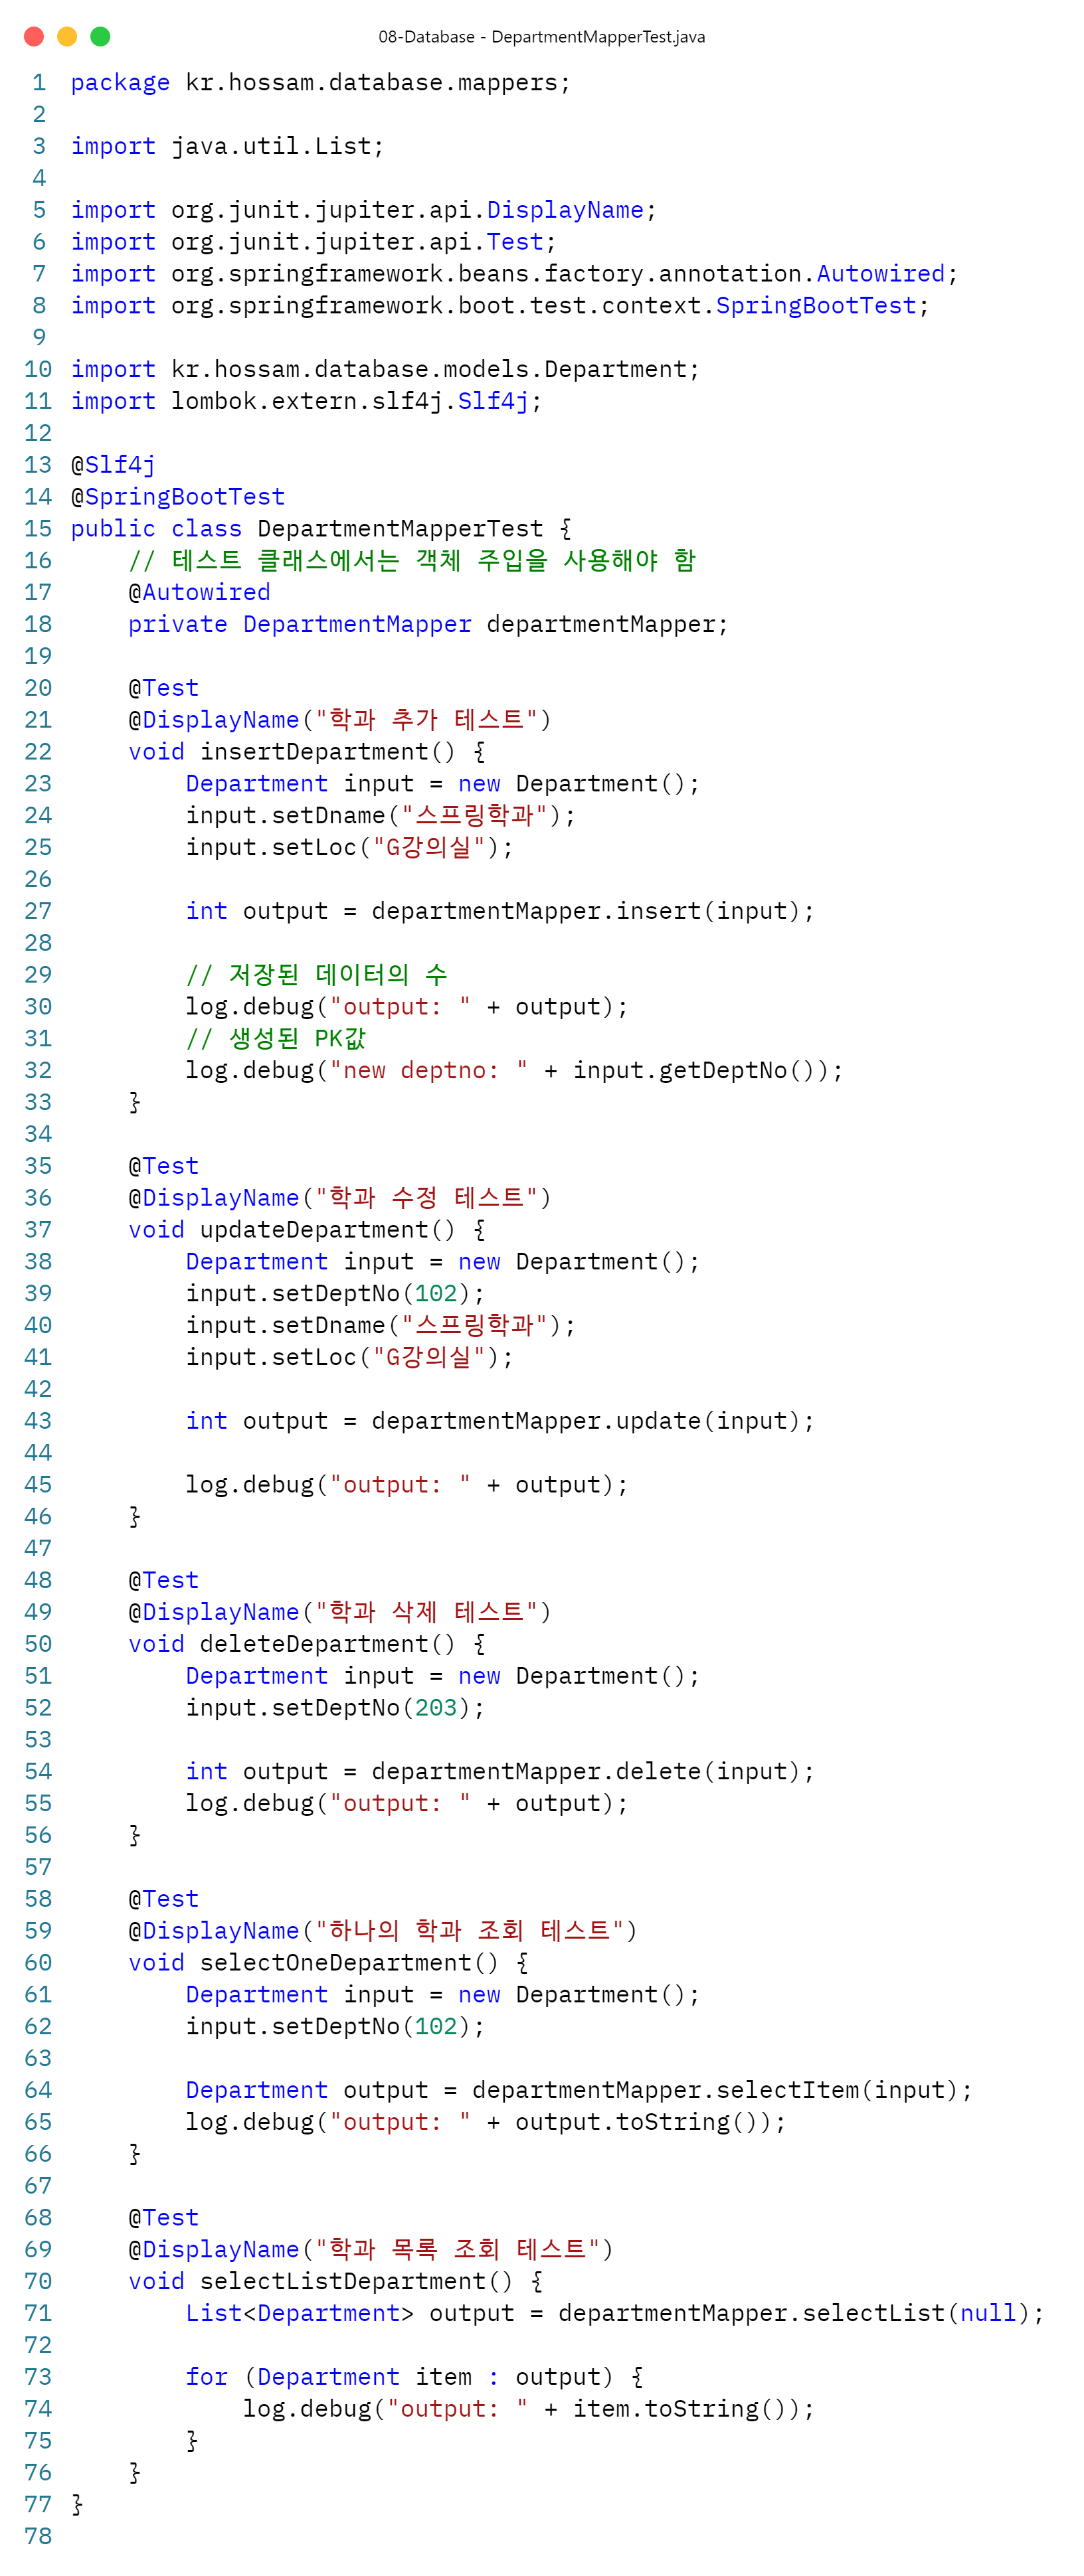 08-Database - DepartmentMapperTest.java
1 package kr.hossam.database.mappers;
2
3 import java.util.List;
4
5 import org.junit.jupiter.api.DisplayName;
6 import org.junit.jupiter.api.Test;
7 import org.springframework.beans.factory.annotation.Autowired;
8 import org.springframework.boot.test.context.SpringBootTest;
9
10 import kr.hossam.database.models.Department;
11 import lombok.extern.slf4j.Slf4j;
12
13 @Slf4j
14 @SpringBootTest
15 public class DepartmentMapperTest {
16     // 테스트 클래스에서는 객체 주입을 사용해야 함
17     @Autowired
18     private DepartmentMapper departmentMapper;
19
20     @Test
21     @DisplayName("학과 추가 테스트")
22     void insertDepartment() {
23         Department input = new Department();
24         input.setDname("스프링학과");
25         input.setLoc("G강의실");
26
27         int output = departmentMapper.insert(input);
28
29         // 저장된 데이터의 수
30         log.debug("output: " + output);
31         // 생성된 PK값
32         log.debug("new deptno: " + input.getDeptNo());
33     }
34
35     @Test
36     @DisplayName("학과 수정 테스트")
37     void updateDepartment() {
38         Department input = new Department();
39         input.setDeptNo(102);
40         input.setDname("스프링학과");
41         input.setLoc("G강의실");
42
43         int output = departmentMapper.update(input);
44
45         log.debug("output: " + output);
46     }
47
48     @Test
49     @DisplayName("학과 삭제 테스트")
50     void deleteDepartment() {
51         Department input = new Department();
52         input.setDeptNo(203);
53
54         int output = departmentMapper.delete(input);
55         log.debug("output: " + output);
56     }
57
58     @Test
59     @DisplayName("하나의 학과 조회 테스트")
60     void selectOneDepartment() {
61         Department input = new Department();
62         input.setDeptNo(102);
63
64         Department output = departmentMapper.selectItem(input);
65         log.debug("output: " + output.toString());
66     }
67
68     @Test
69     @DisplayName("학과 목록 조회 테스트")
70     void selectListDepartment() {
71         List<Department> output = departmentMapper.selectList(null);
72
73         for (Department item : output) {
74             log.debug("output: " + item.toString());
75         }
76     }
77 }
78